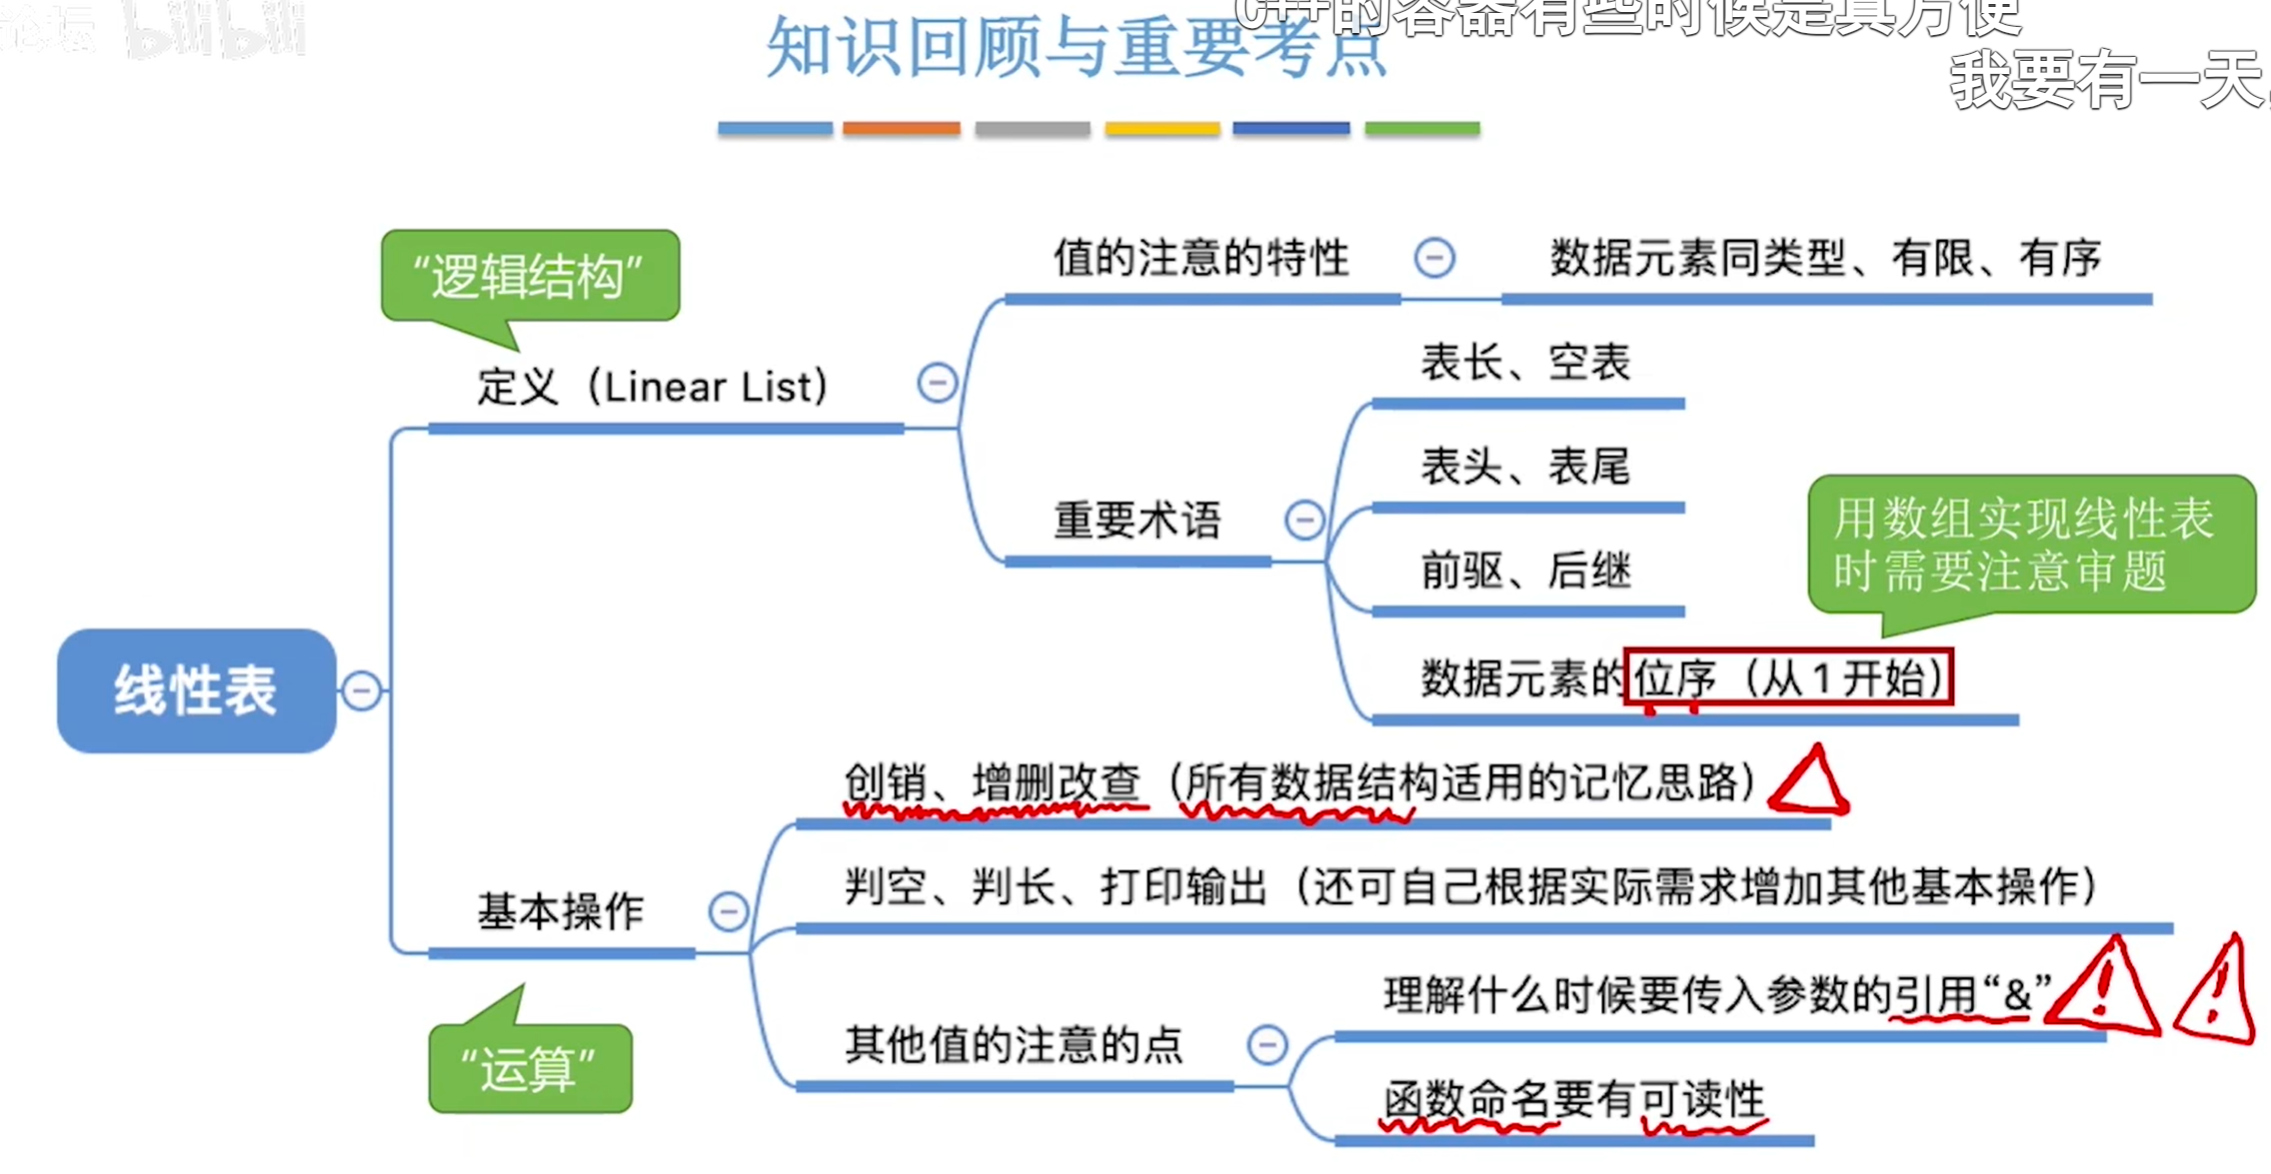 论坛 bilibili
C++的容器有些时候是真方便
知识回顾与重要考点
我要有一天
“逻辑结构”
值的注意的特性
数据元素同类型、有限、有序
定义（Linear List）
表长、空表
表头、表尾
重要术语
用数组实现线性表
时需要注意审题
前驱、后继
数据元素的位序（从1开始）
线性表
创销、增删改查（所有数据结构适用的记忆思路）
判空、判长、打印输出（还可自己根据实际需求增加其他基本操作）
基本操作
理解什么时候要传入参数的引用“&”
!
!
其他值的注意的点
“运算”
函数命名要有可读性